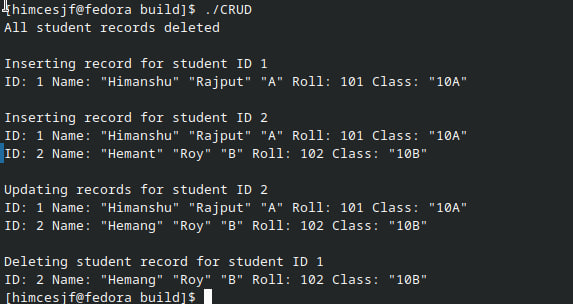 [himcesjf@fedora build]$ ./CRUD
All student records deleted
Inserting record for student ID 1
ID: 1 Name: "Himanshu" "Rajput" "A" Roll: 101 Class: "10A"
Inserting record for student ID 2
ID: 1 Name: "Himanshu" "Rajput" "A" Roll: 101 Class: "10A"
ID: 2 Name: "Hemant" "Roy" "B" Roll: 102 Class: "10B"
Updating records for student ID 2
ID: 1 Name: "Himanshu" "Rajput" "A" Roll: 101 Class: "10A"
ID: 2 Name: "Hemang" "Roy" "B" Roll: 102 Class: "10B"
Deleting student record for student ID 1
ID: 2 Name: "Hemang" "Roy" "B" Roll: 102 Class: "10B"
[himcesjf@fedora build]$